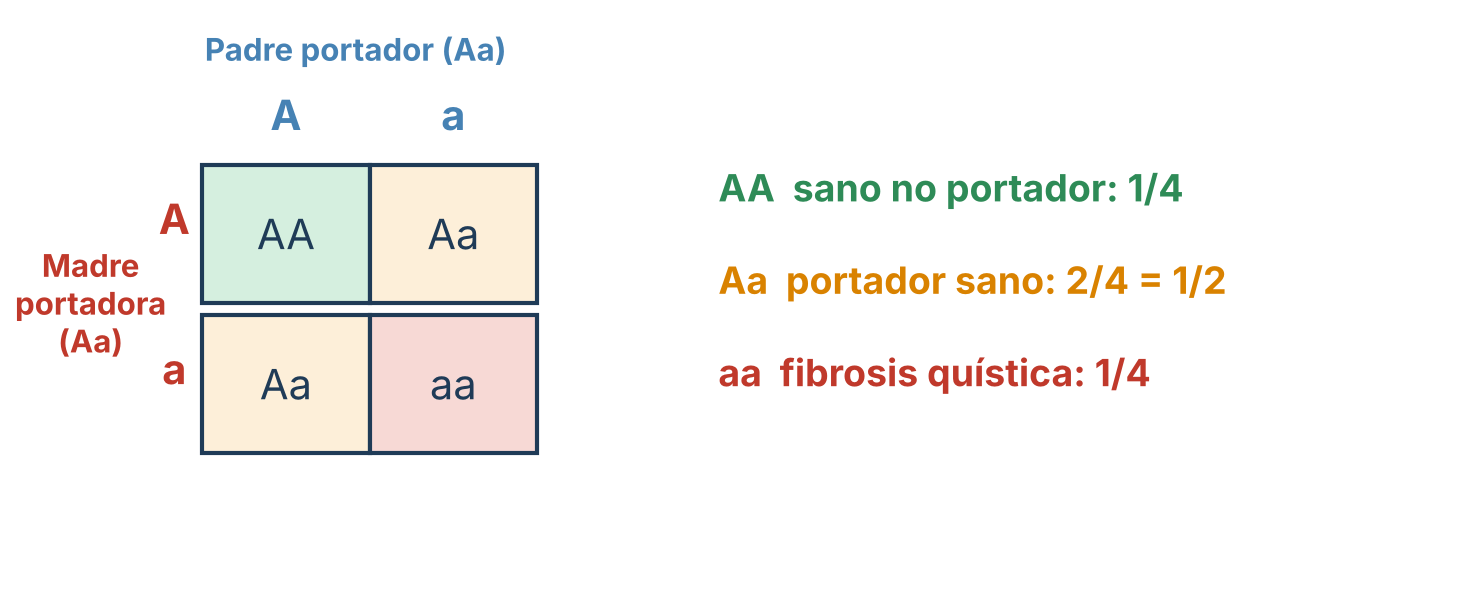 Padre portador (Aa)
A a
A AA Aa
Madre
portadora
(Aa)
a Aa aa
AA sano no portador: 1/4
Aa portador sano: 2/4 = 1/2
aa fibrosis quística: 1/4